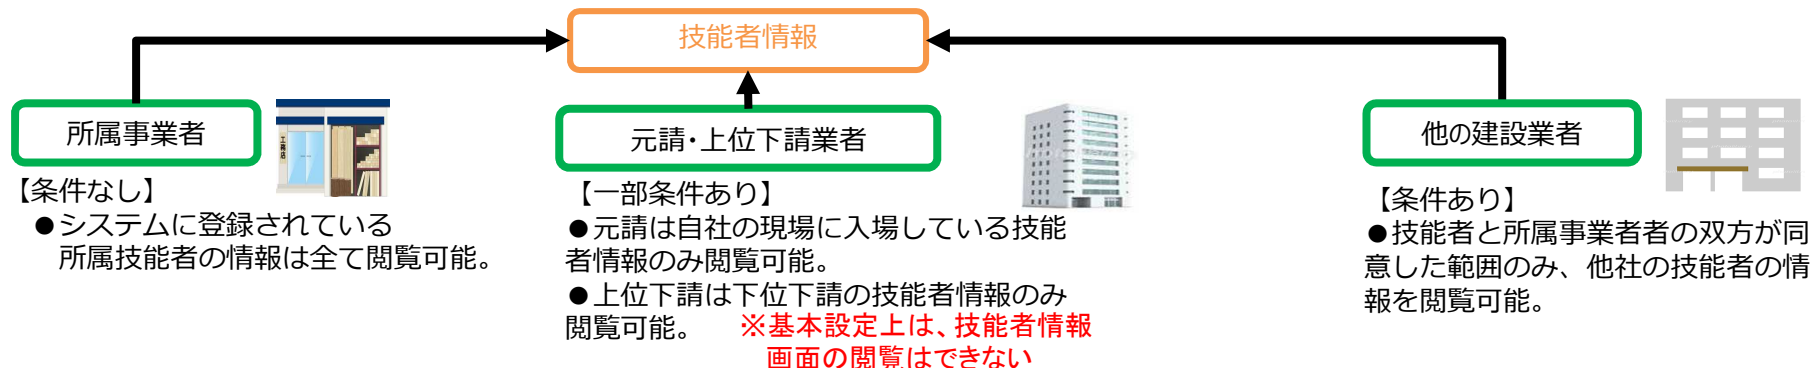 技能者情報
所属事業者
工務店
【条件なし】
●システムに登録されている
所属技能者の情報は全て閲覧可能。
元請・上位下請業者
【一部条件あり】
●元請は自社の現場に入場している技能
者情報のみ閲覧可能。
●上位下請は下位下請の技能者情報のみ
閲覧可能。
※基本設定上は、技能者情報
画面の閲覧はできない
他の建設業者
【条件あり】
●技能者と所属事業者者の双方が同
意した範囲のみ、他社の技能者の情
報を閲覧可能。